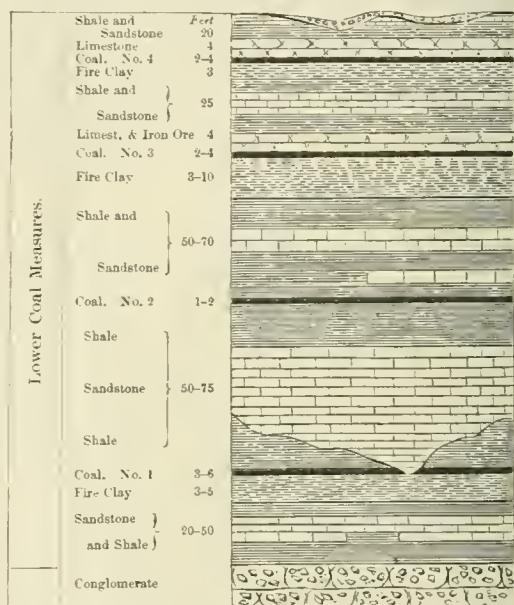 Lower Coal Measures.
Feet
Shale and
Sandstone 20
Limestone 4
Coal. No. 4 2-4
Fire Clay 3
Shale and
25
Sandstone
Limest. & Iron Ore 4
Coal. No. 3 2-4
Fire Clay 3-10
Shale and
50-70
Sandstone
Coal. No. 2 1-2
Shale
Sandstone 50-75
Shale
Coal. No. 1 3-6
Fire Clay 3-5
Sandstone
20-50
and Shale
Conglomerate